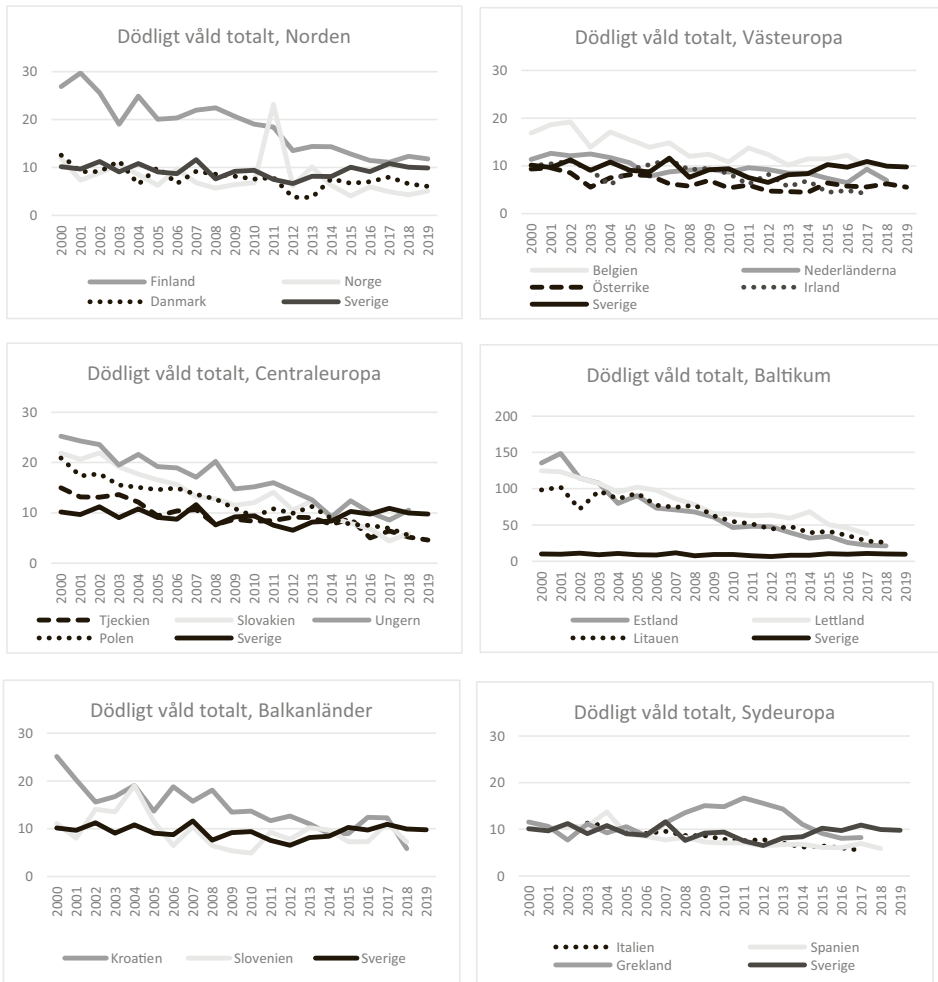 Dödligt våld totalt, Norden
30
20
10
0
2000 2001 2002 2003 2004 2005 2006 2007 2008 2009 2010 2011 2012 2013 2014 2015 2016 2017 2018 2019
Finland Norge
Danmark Sverige
Dödligt våld totalt, Västeuropa
30
20
10
0
2000 2001 2002 2003 2004 2005 2006 2007 2008 2009 2010 2011 2012 2013 2014 2015 2016 2017 2018 2019
Belgien Nederländerna
Österrike Irland
Sverige
Dödligt våld totalt, Centraleuropa
30
20
10
0
2000 2001 2002 2003 2004 2005 2006 2007 2008 2009 2010 2011 2012 2013 2014 2015 2016 2017 2018 2019
Tjeckien Slovakien Ungern
Polen Sverige
Dödligt våld totalt, Baltikum
200
150
100
50
0
2000 2001 2002 2003 2004 2005 2006 2007 2008 2009 2010 2011 2012 2013 2014 2015 2016 2017 2018 2019
Estland Lettland
Litauen Sverige
Dödligt våld totalt, Balkanländer
30
20
10
0
2000 2001 2002 2003 2004 2005 2006 2007 2008 2009 2010 2011 2012 2013 2014 2015 2016 2017 2018 2019
Kroatien Slovenien Sverige
Dödligt våld totalt, Sydeuropa
30
20
10
0
2000 2001 2002 2003 2004 2005 2006 2007 2008 2009 2010 2011 2012 2013 2014 2015 2016 2017 2018 2019
Italien Spanien
Grekland Sverige